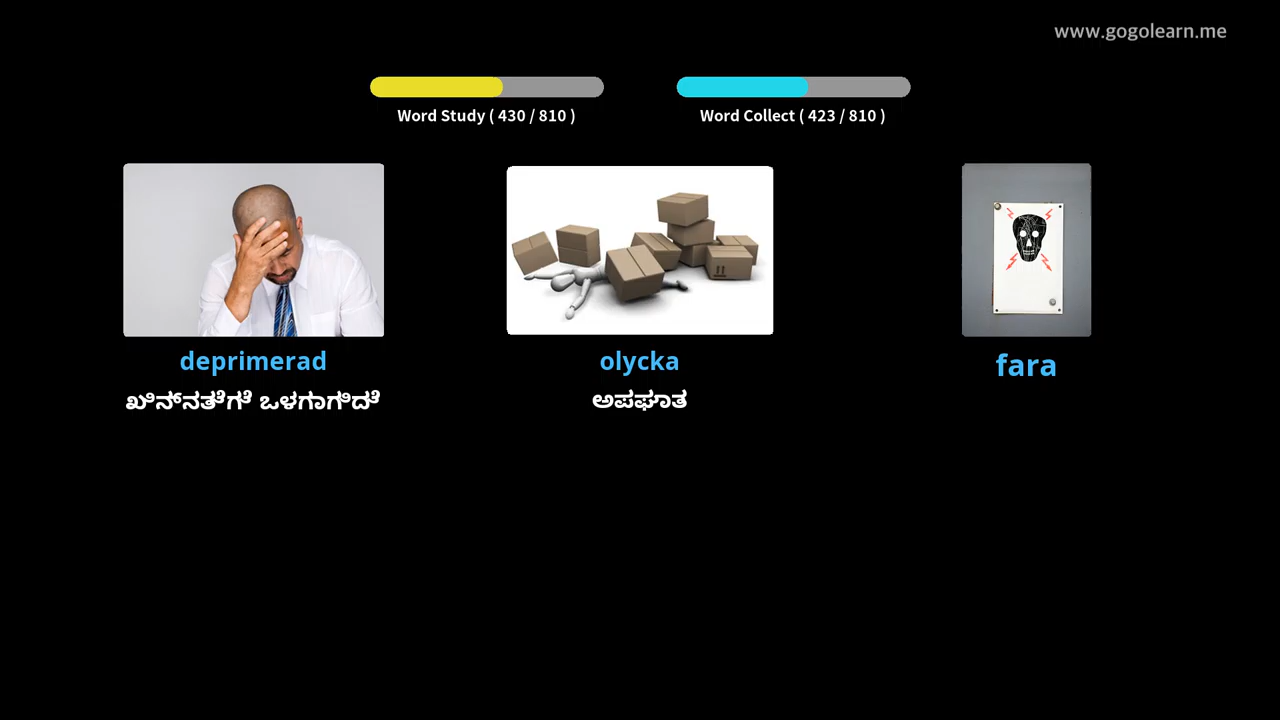 www.gogolearn.me
Word Study ( 430 / 810 )
Word Collect ( 423 / 810 )
deprimerad
olycka
fara
ಖಿನ್ನತೆಗೆ ಒಳಗಾಗಿದೆ
ಅಪಘಾತ